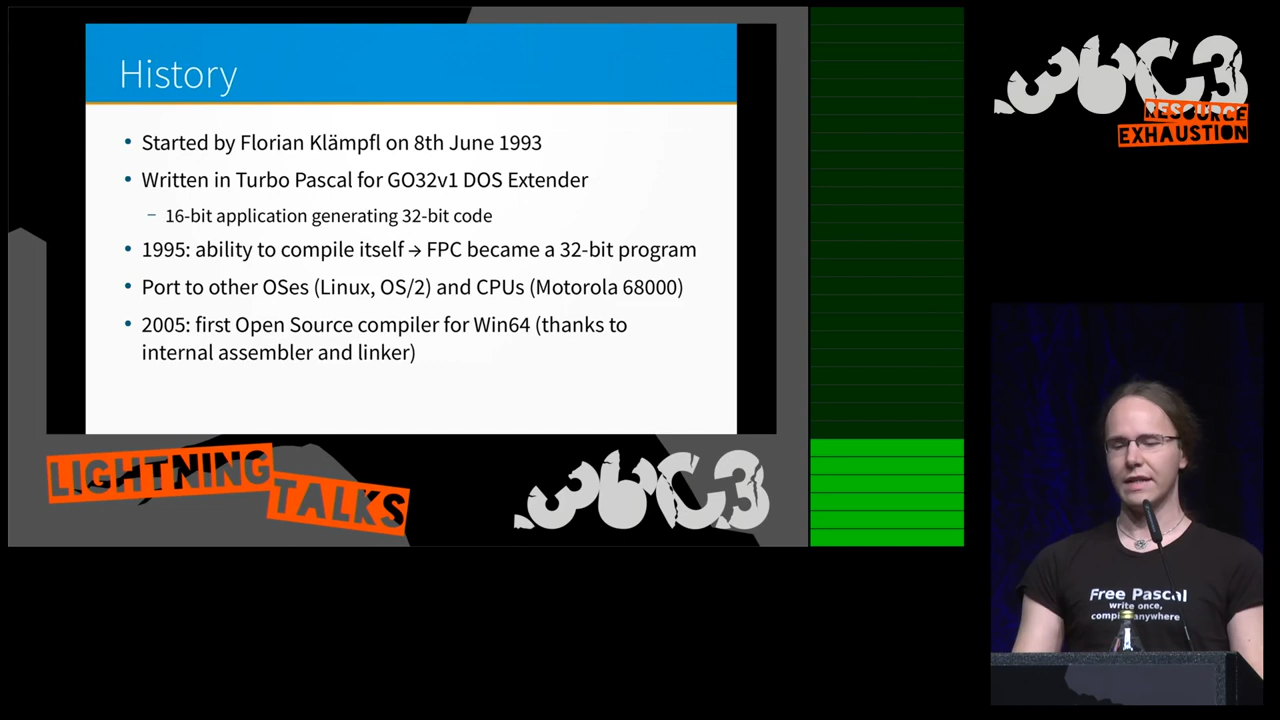 History
• Started by Florian Klämpfl on 8th June 1993
• Written in Turbo Pascal for GO32v1 DOS Extender
– 16-bit application generating 32-bit code
• 1995: ability to compile itself → FPC became a 32-bit program
• Port to other OSes (Linux, OS/2) and CPUs (Motorola 68000)
• 2005: first Open Source compiler for Win64 (thanks to
internal assembler and linker)
LIGHTNING
TALKS
36C3
36C3
RESOURCE
EXHAUSTION
Free Pascal
write once,
anywhere